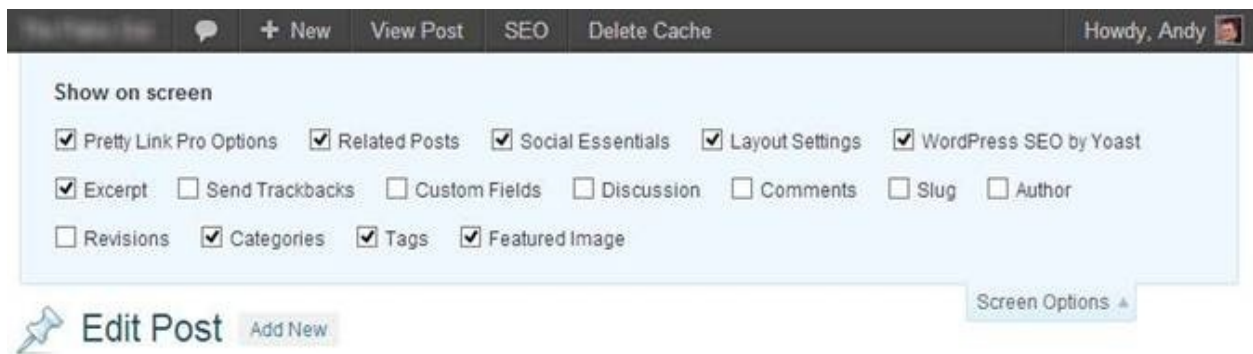 + New View Post SEO Delete Cache Howdy, Andy
Show on screen
Pretty Link Pro Options Related Posts Social Essentials Layout Settings WordPress SEO by Yoast
Excerpt Send Trackbacks Custom Fields Discussion Comments Slug Author
Revisions Categories Tags Featured Image
Screen Options
Edit Post Add New